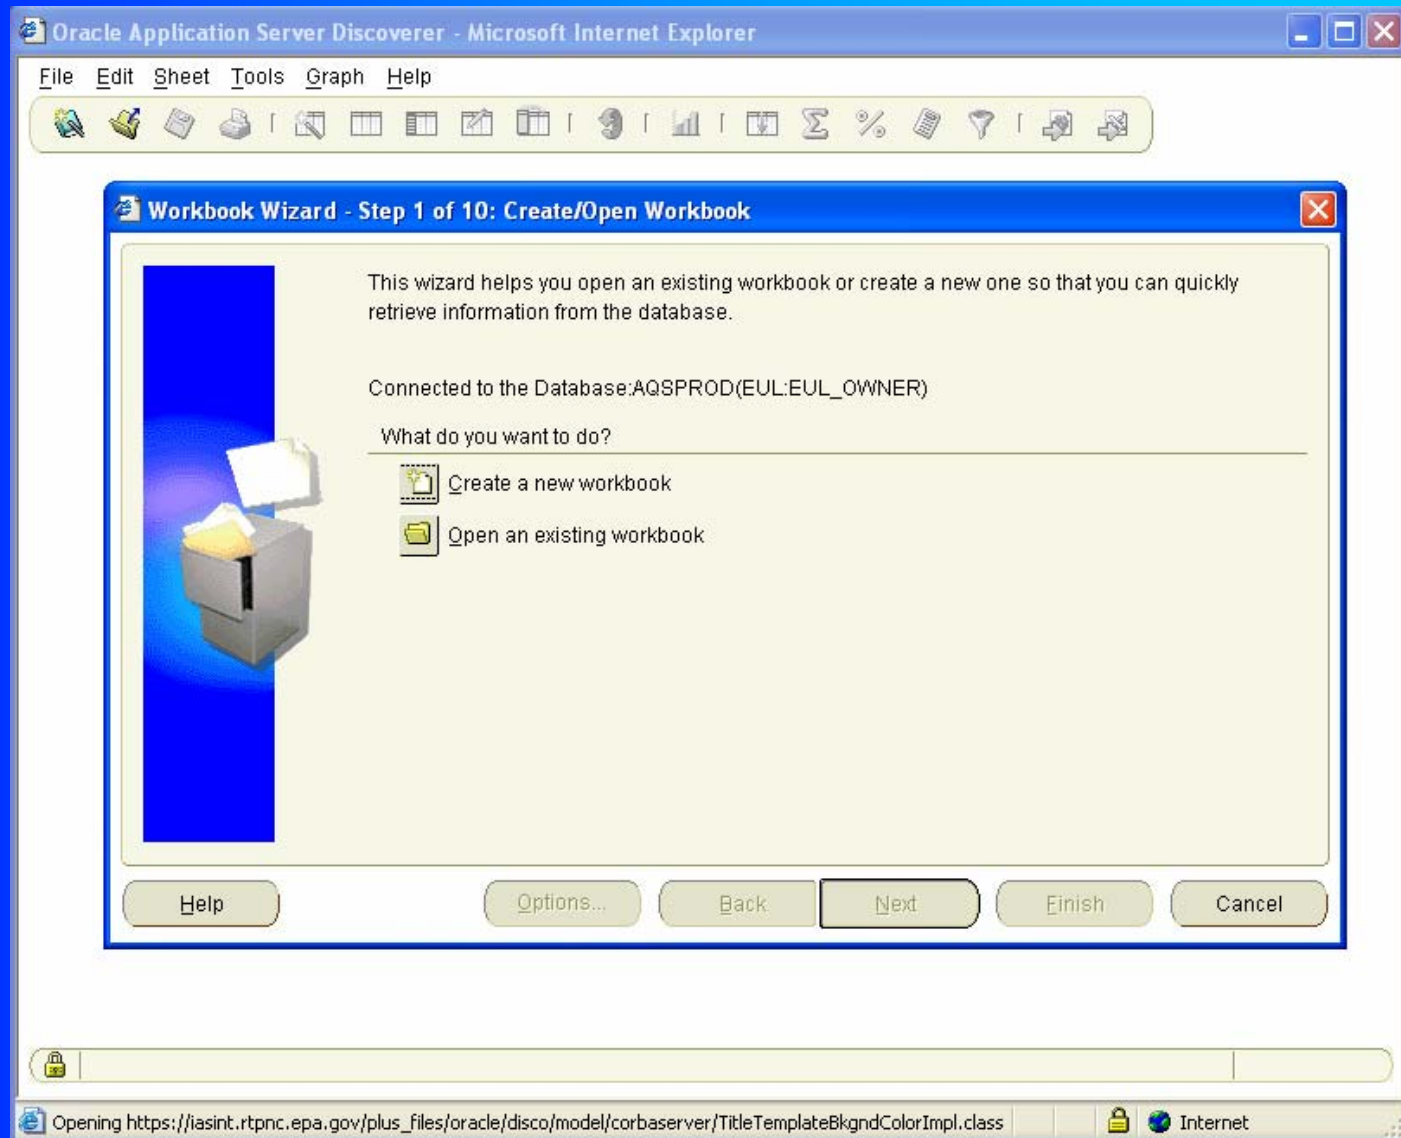 Oracle Application Server Discoverer - Microsoft Internet Explorer
File Edit Sheet Tools Graph Help
Workbook Wizard - Step 1 of 10: Create/Open Workbook
This wizard helps you open an existing workbook or create a new one so that you can quickly
retrieve information from the database.
Connected to the Database:AQSPROD(EUL:EUL_OWNER)
What do you want to do?
Create a new workbook
Open an existing workbook
Help Options... Back Next Finish Cancel
Opening https://iasint.rtpnc.epa.gov/plus_files/oracle/disco/model/corbaserver/TitleTemplateBkgndColorImpl.class Internet